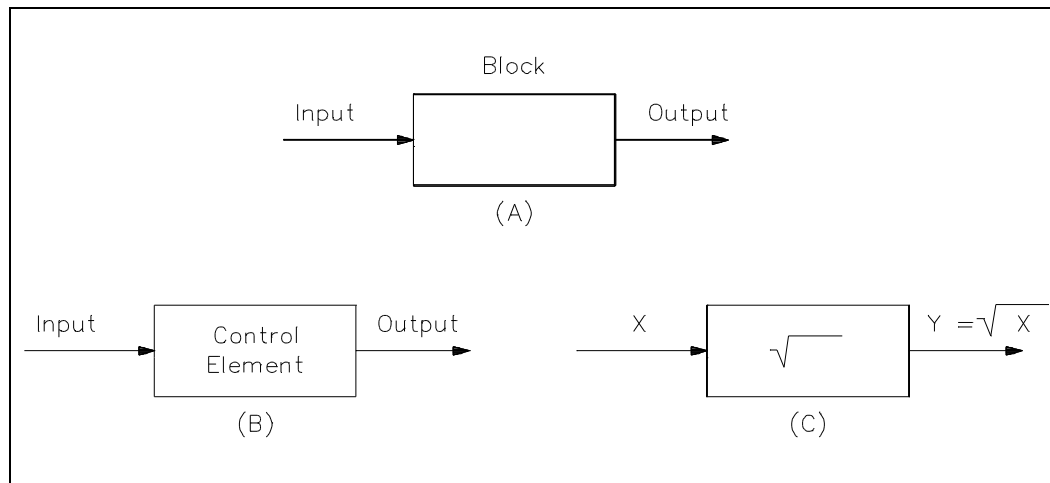 Block
Input
Output
(A)
Input
Control
Element
Output
(B)
X
√
Y = √X
(C)